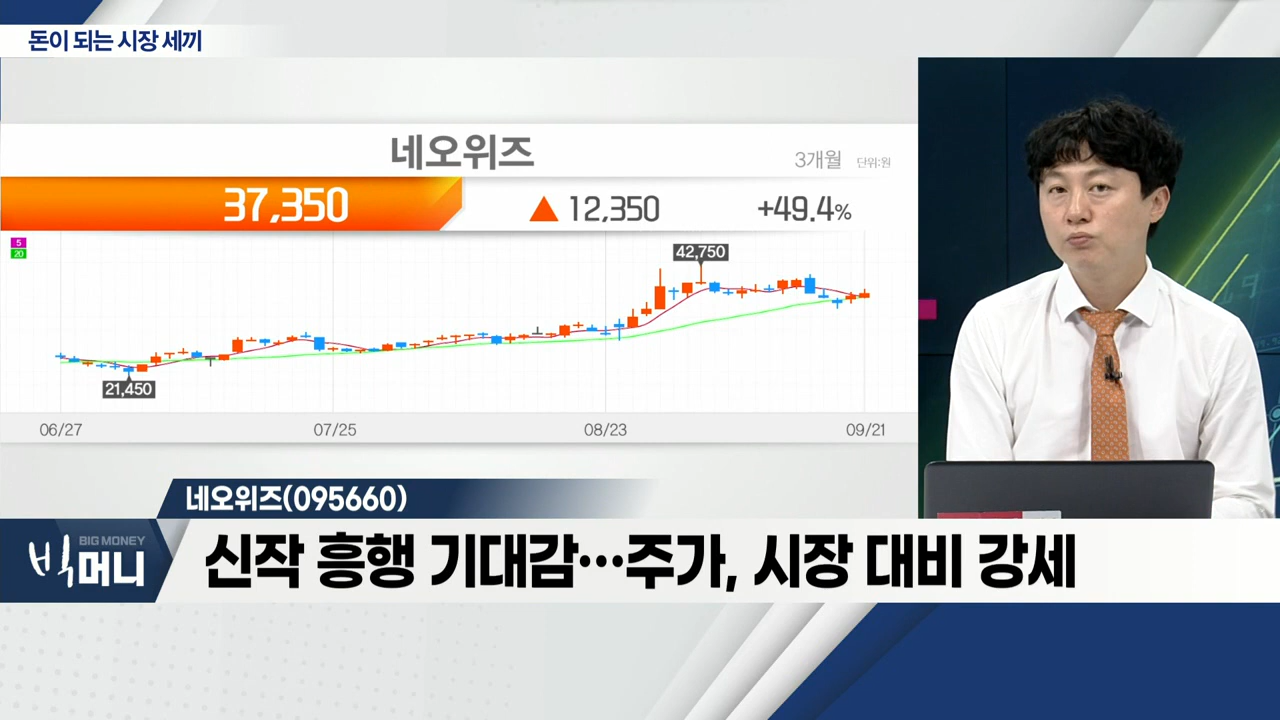 돈이 되는 시장 세끼
네오위즈
3개월 단위:원
37,350 ▲ 12,350 +49.4%
5
20
42,750
21,450
06/27 07/25 08/23 09/21
네오위즈(095660)
BIG MONEY
빅머니
신작 흥행 기대감…주가, 시장 대비 강세